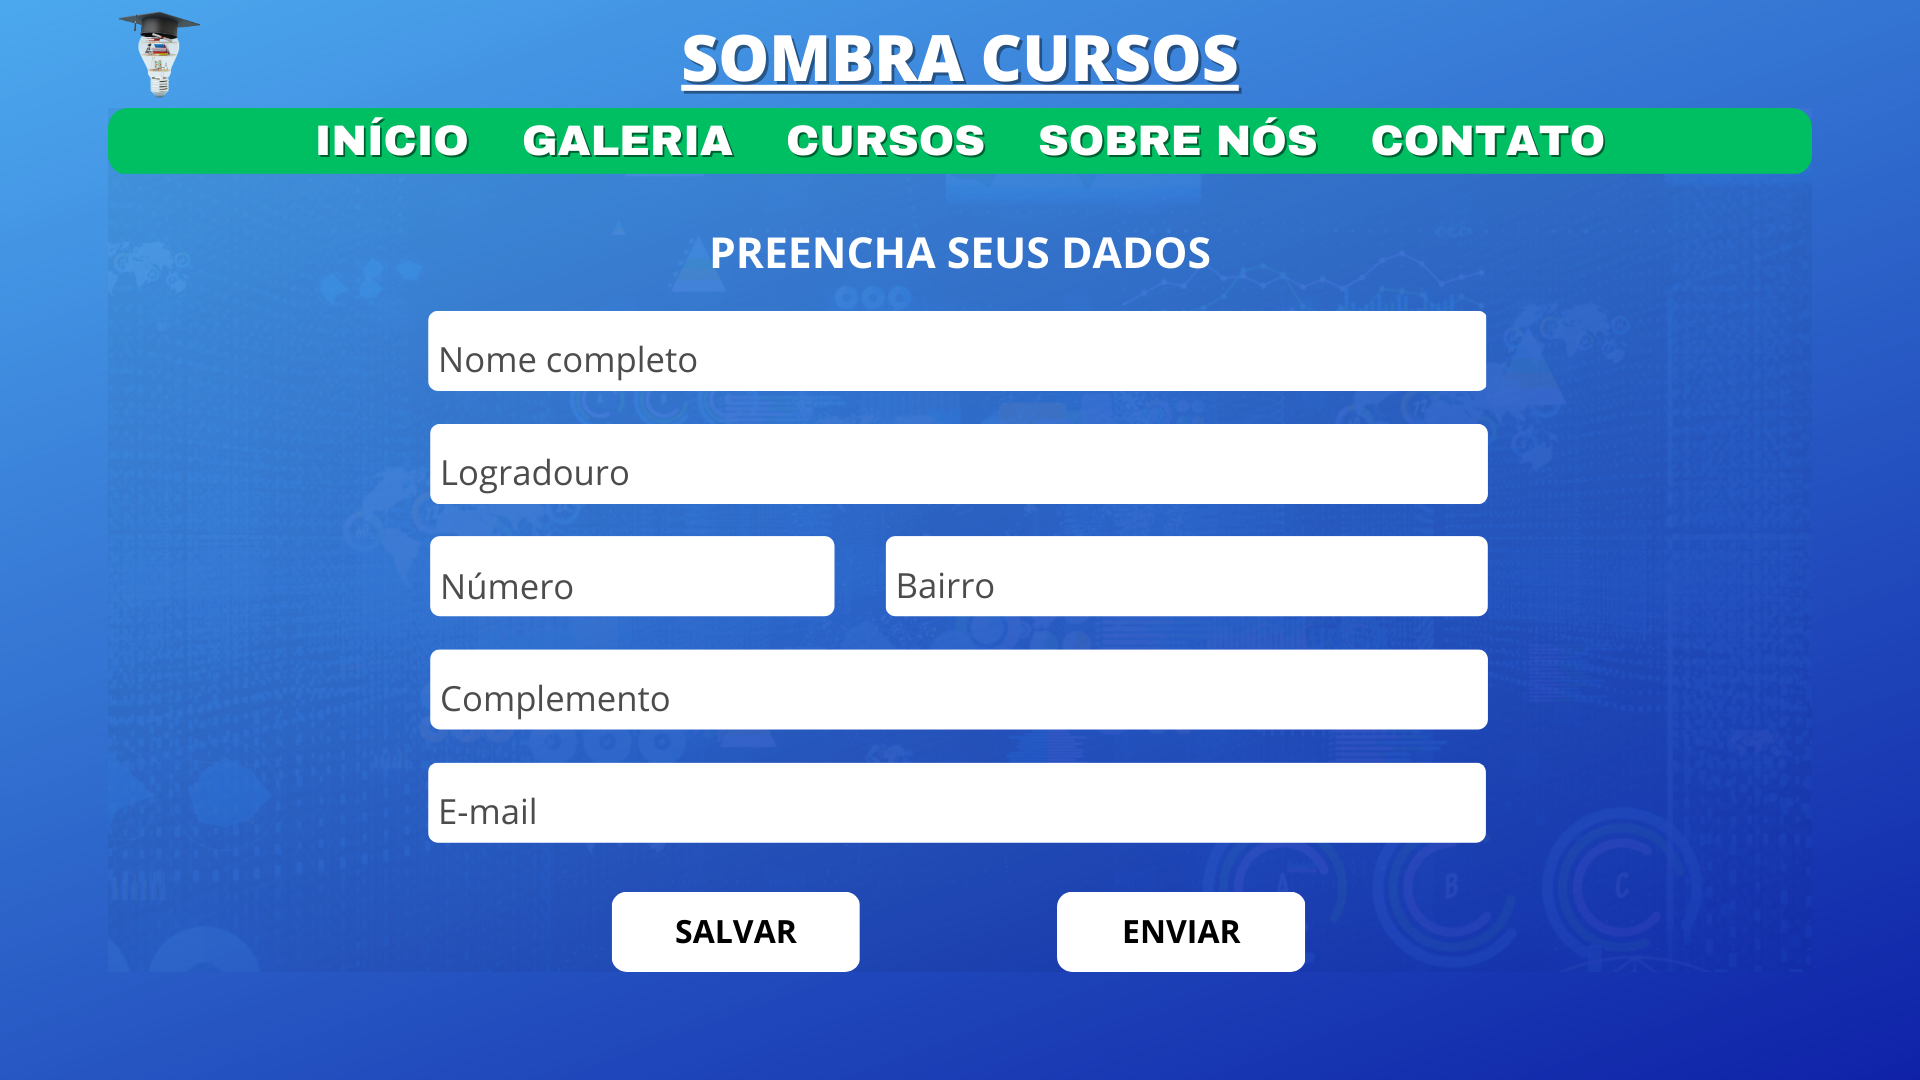 SOMBRA CURSOS
INÍCIO GALERIA CURSOS SOBRE NÓS CONTATO
PREENCHA SEUS DADOS
Nome completo
Logradouro
Número Bairro
Complemento
E-mail
A B C
SALVAR ENVIAR